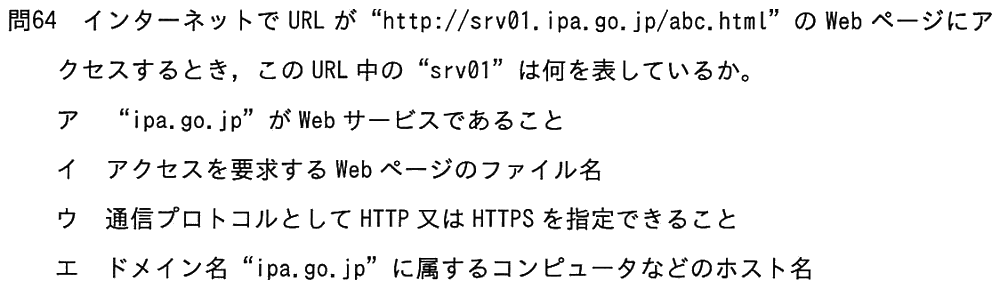 問64 インターネットで URL が “http://srv01.ipa.go.jp/abc.html” の Web ページにア
クセスするとき，この URL 中の “srv01” は何を表しているか。
ア “ipa.go.jp” が Web サービスであること
イ アクセスを要求する Web ページのファイル名
ウ 通信プロトコルとして HTTP 又は HTTPS を指定できること
エ ドメイン名 “ipa.go.jp” に属するコンピュータなどのホスト名